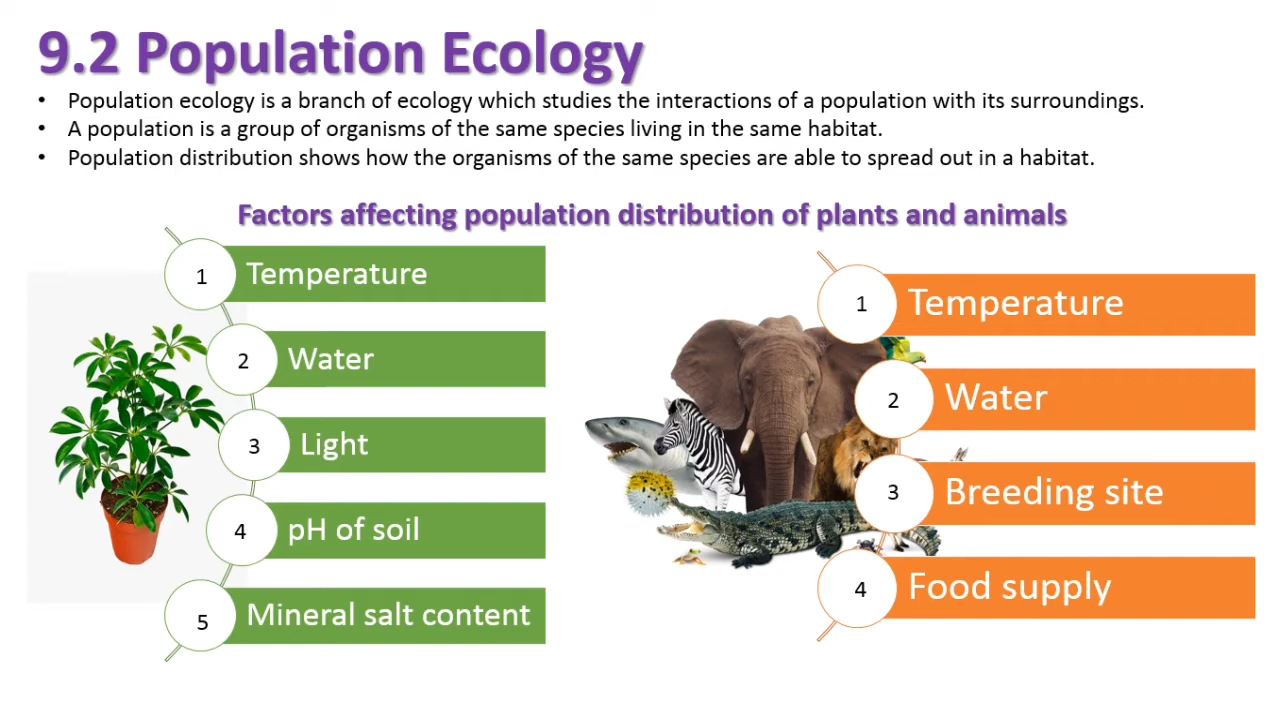 9.2 Population Ecology
• Population ecology is a branch of ecology which studies the interactions of a population with its surroundings.
• A population is a group of organisms of the same species living in the same habitat.
• Population distribution shows how the organisms of the same species are able to spread out in a habitat.
Factors affecting population distribution of plants and animals
1 Temperature
2 Water
3 Light
4 pH of soil
5 Mineral salt content
1 Temperature
2 Water
3 Breeding site
4 Food supply